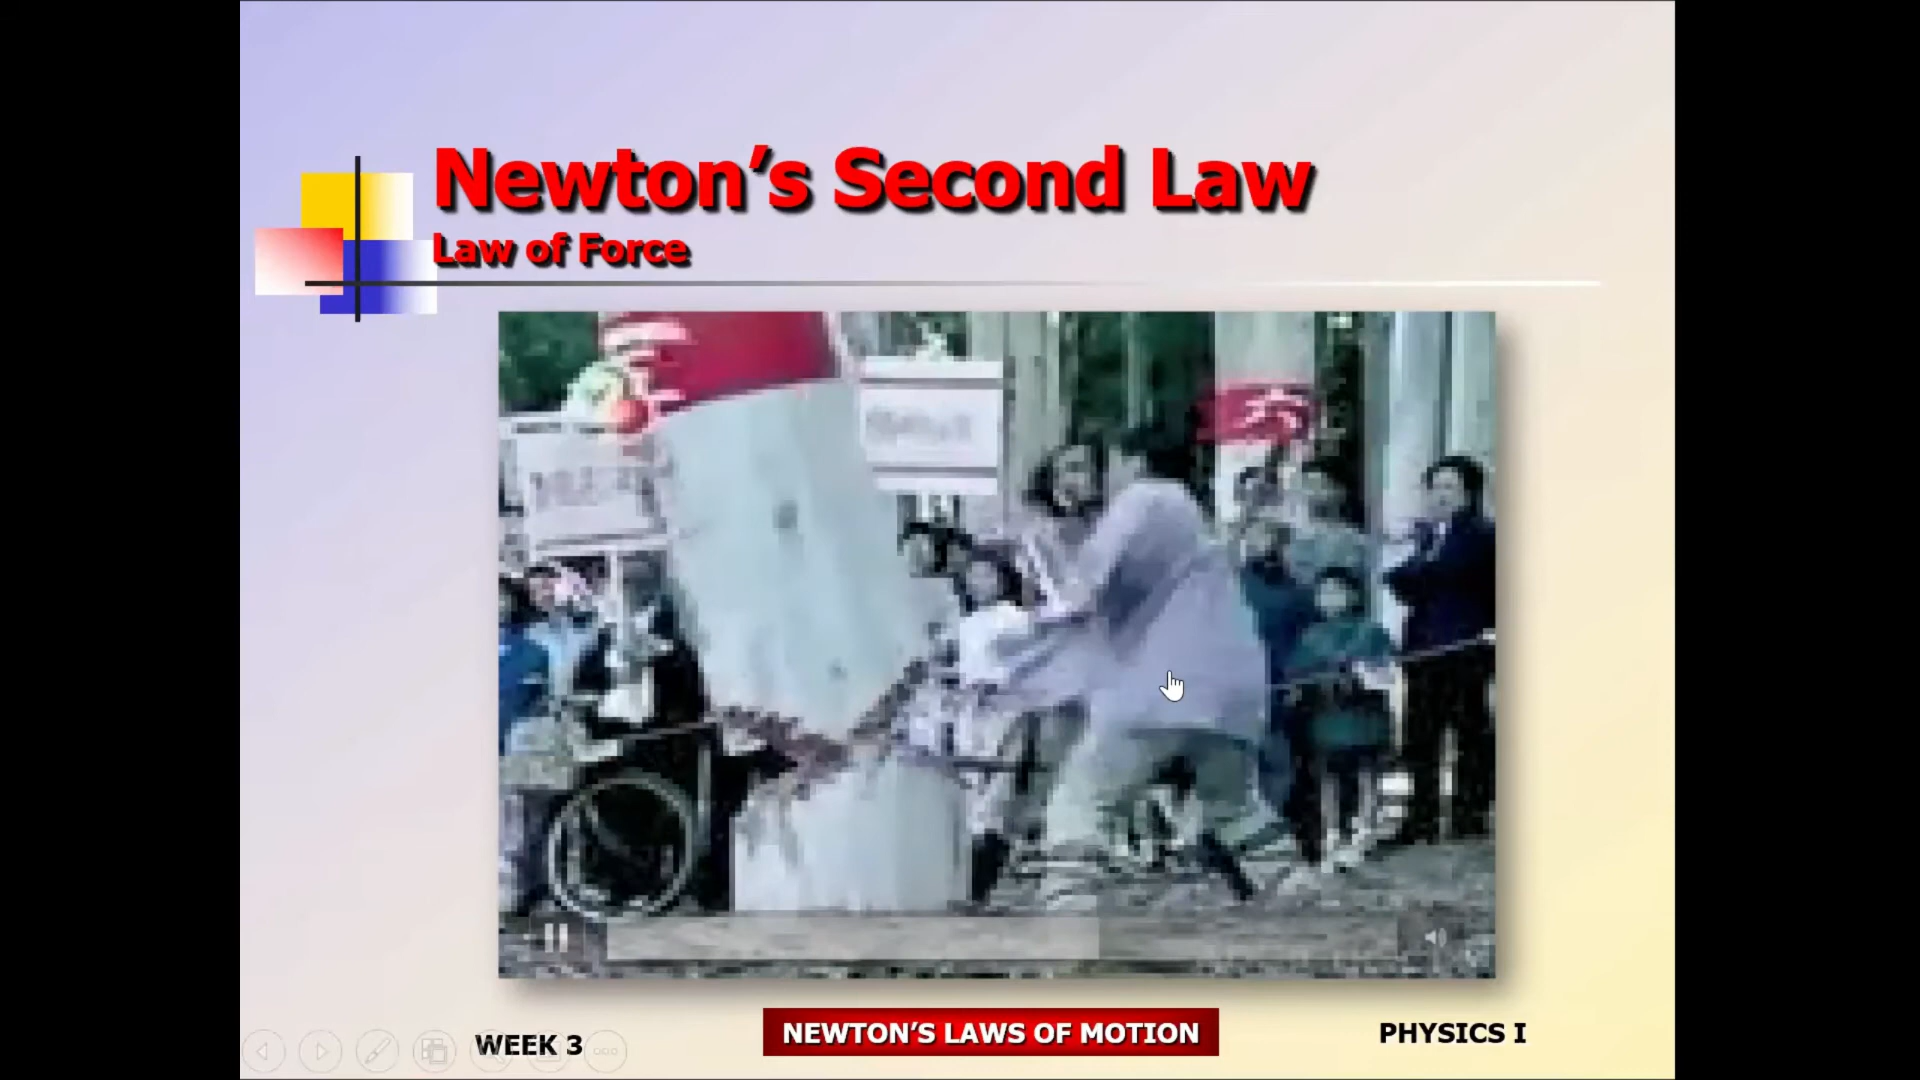 Newton’s Second Law
Law of Force
WEEK 3
NEWTON’S LAWS OF MOTION
PHYSICS I